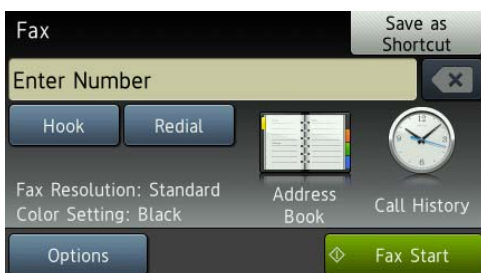 Fax
Save as
Shortcut
Enter Number
Hook
Redial
Fax Resolution: Standard
Color Setting: Black
Address
Book
Call History
Options
Fax Start